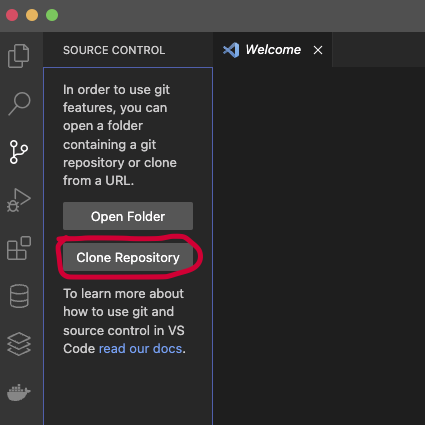 SOURCE CONTROL
Welcome
In order to use git
features, you can
open a folder
containing a git
repository or clone
from a URL.
Open Folder
Clone Repository
To learn more about
how to use git and
source control in VS
Code read our docs.